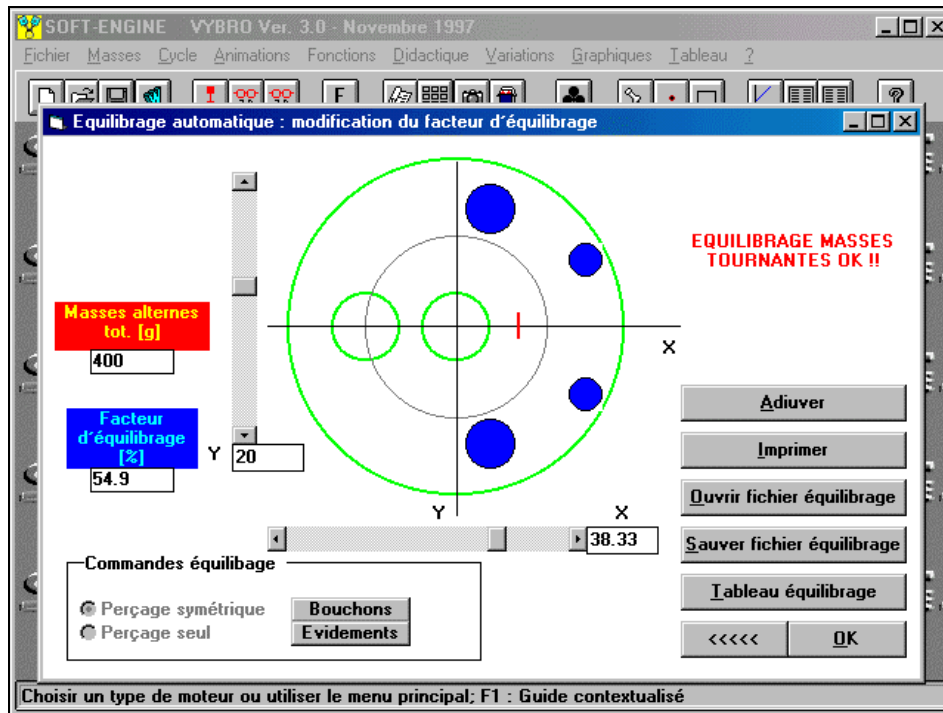 SOFT-ENGINE VYBRO Ver. 3.0 - Novembre 1997
Fichier Masses Cycle Animations Fonctions Didactique Variations Graphiques Tableau ?
F
Equilibrage automatique : modification du facteur d'équilibrage
EQUILIBRAGE MASSES
TOURNANTES OK !!
Masses alternes
tot. [g]
400
X
Facteur
d'équilibrage
[%]
54.9
Y 20
Y X
38.33
Adiuver
Imprimer
Ouvrir fichier équilibrage
Sauver fichier équilibrage
Tableau équilibrage
<<<<< OK
Commandes équilibage
Perçage symétrique Bouchons
Perçage seul Evidements
Choisir un type de moteur ou utiliser le menu principal; F1 : Guide contextualisé